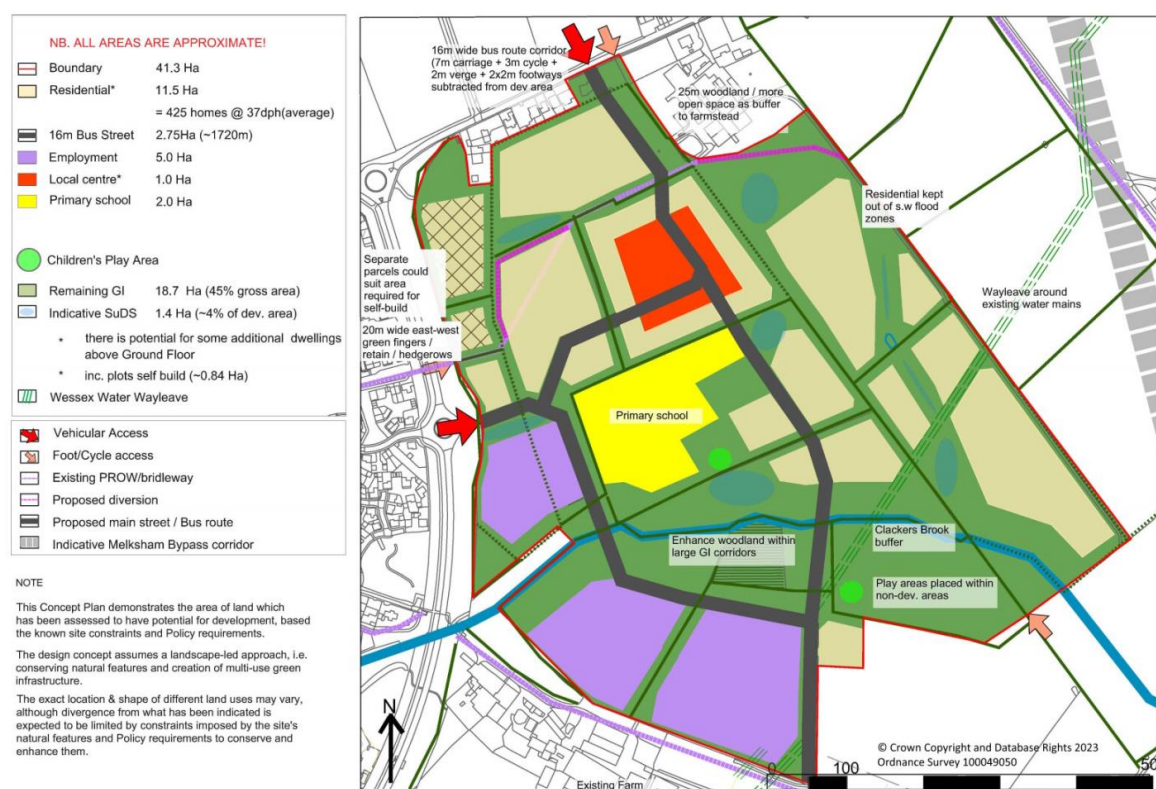 NB. ALL AREAS ARE APPROXIMATE!
Boundary 41.3 Ha
Residential* 11.5 Ha
= 425 homes @ 37dph(average)
16m Bus Street 2.75Ha (~1720m)
Employment 5.0 Ha
Local centre* 1.0 Ha
Primary school 2.0 Ha
Children's Play Area
Remaining GI 18.7 Ha (45% gross area)
Indicative SuDS 1.4 Ha (~4% of dev. area)
* there is potential for some additional dwellings
above Ground Floor
* inc. plots self build (~0.84 Ha)
Wessex Water Wayleave
Vehicular Access
Foot/Cycle access
Existing PROW/bridleway
Proposed diversion
Proposed main street / Bus route
Indicative Melksham Bypass corridor
NOTE
This Concept Plan demonstrates the area of land which
has been assessed to have potential for development, based
the known site constraints and Policy requirements.
The design concept assumes a landscape-led approach, i.e.
conserving natural features and creation of multi-use green
infrastructure.
The exact location & shape of different land uses may vary,
although divergence from what has been indicated is
expected to be limited by constraints imposed by the site's
natural features and Policy requirements to conserve and
enhance them.
16m wide bus route corridor
(7m carriage + 3m cycle +
2m verge + 2x2m footways
subtracted from dev area
25m woodland / more
open space as buffer
to farmstead
Residential kept
out of s.w flood
zones
Separate
parcels could
suit area
required for
self-build
20m wide east-west
green fingers /
retain / hedgerows
Wayleave around
existing water mains
Primary school
Enhance woodland within
large GI corridors
Clackers Brook
buffer
Play areas placed within
non-dev. areas
N
Existing Farm
© Crown Copyright and Database Rights 2023
Ordnance Survey 100049050
0 100 50